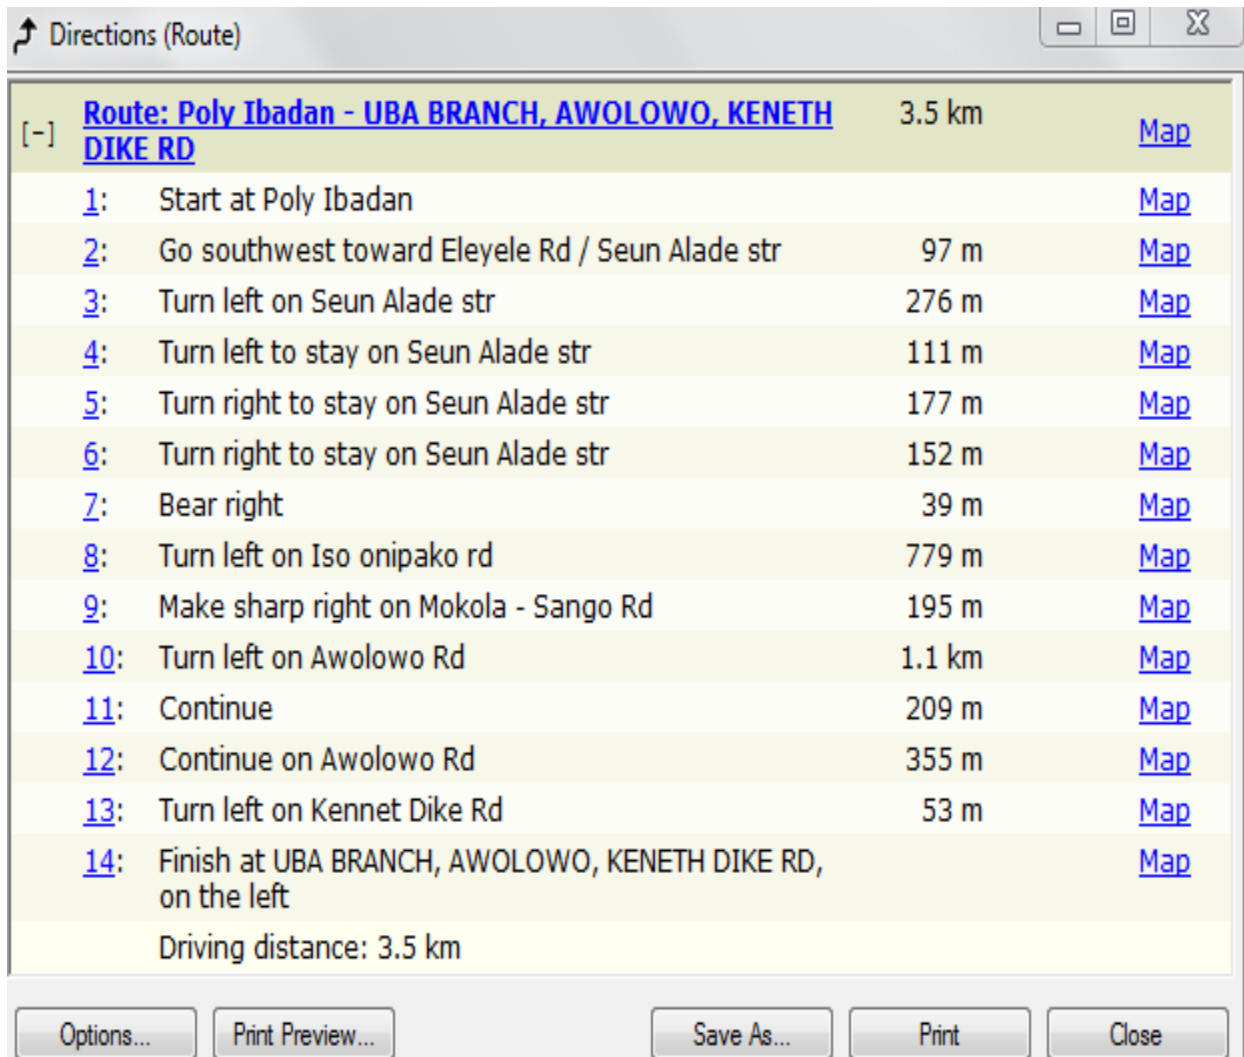 Directions (Route)
[-] Route: Poly Ibadan - UBA BRANCH, AWOLOWO, KENETH 3.5 km Map
DIKE RD
1: Start at Poly Ibadan Map
2: Go southwest toward Eleyele Rd / Seun Alade str 97 m Map
3: Turn left on Seun Alade str 276 m Map
4: Turn left to stay on Seun Alade str 111 m Map
5: Turn right to stay on Seun Alade str 177 m Map
6: Turn right to stay on Seun Alade str 152 m Map
7: Bear right 39 m Map
8: Turn left on Iso onipako rd 779 m Map
9: Make sharp right on Mokola - Sango Rd 195 m Map
10: Turn left on Awolowo Rd 1.1 km Map
11: Continue 209 m Map
12: Continue on Awolowo Rd 355 m Map
13: Turn left on Kennet Dike Rd 53 m Map
14: Finish at UBA BRANCH, AWOLOWO, KENETH DIKE RD, Map
on the left
Driving distance: 3.5 km
Options... Print Preview... Save As... Print Close